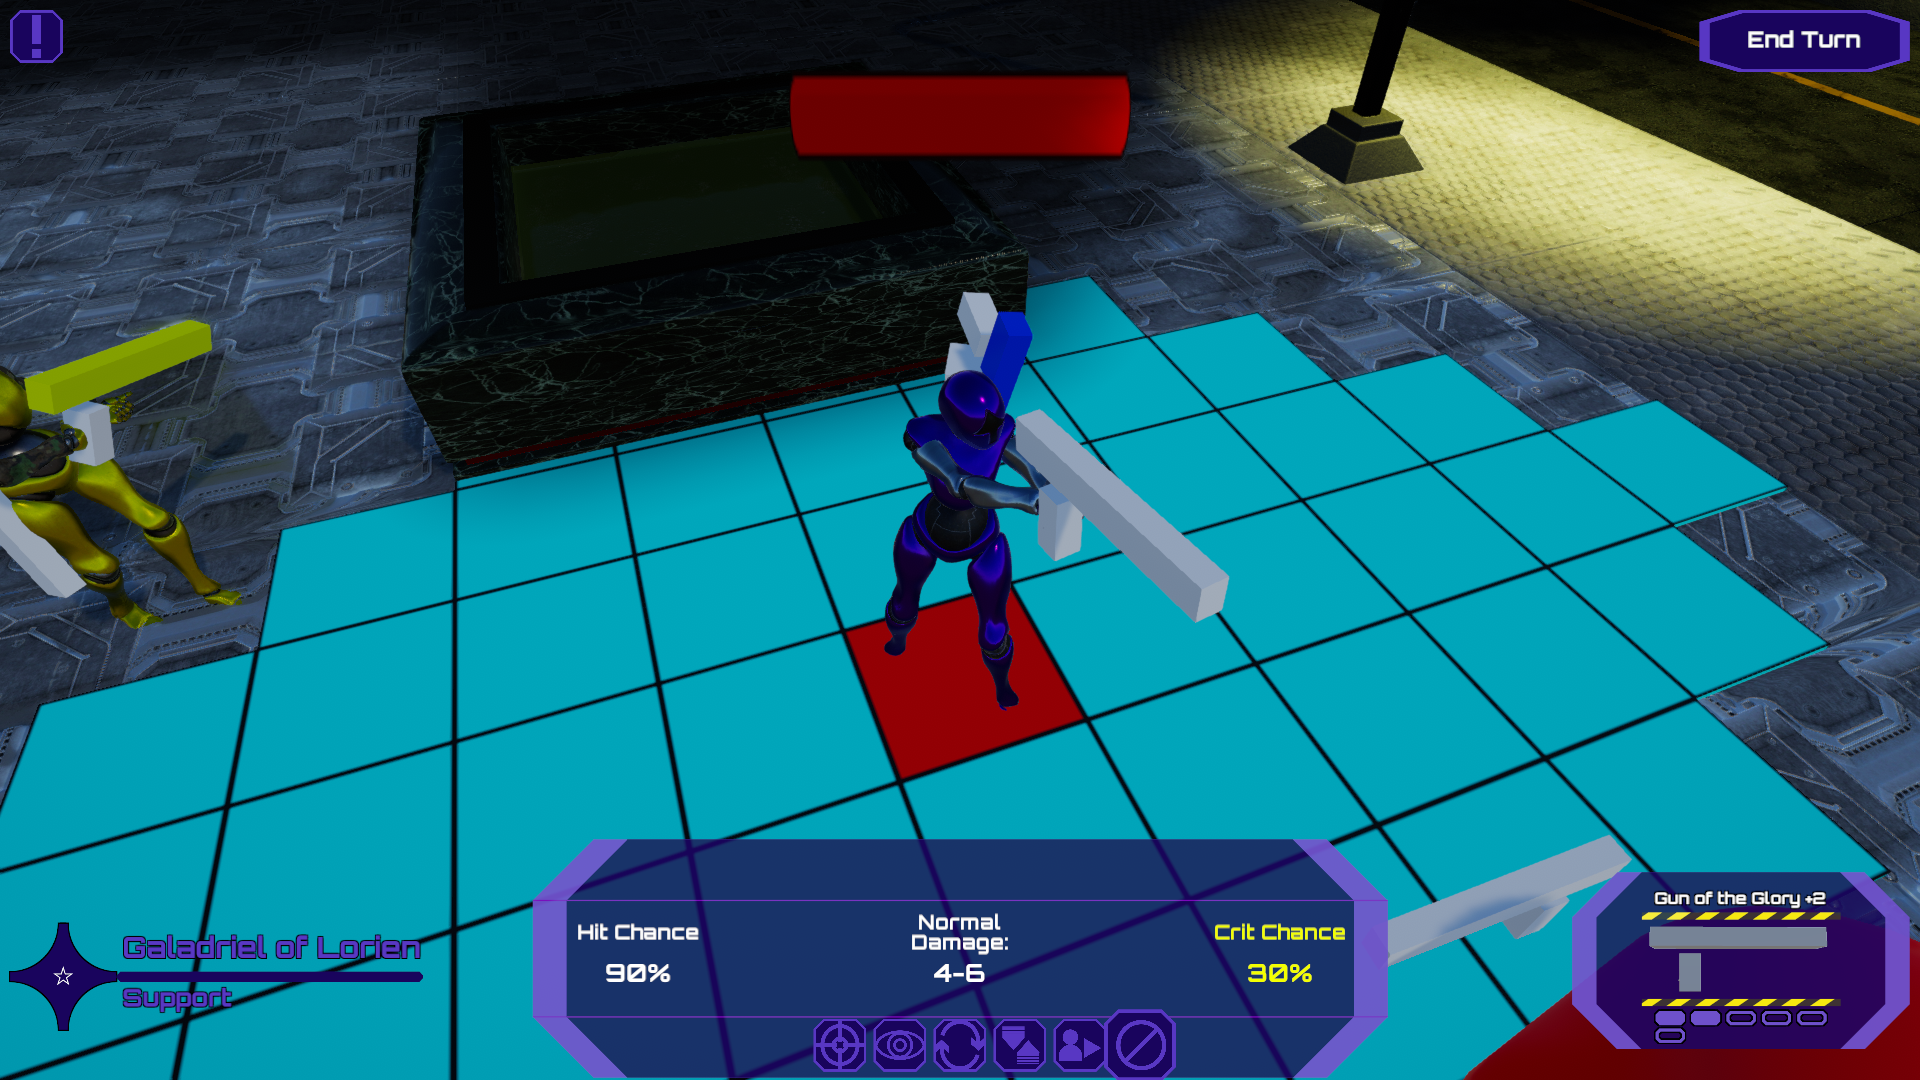 End Turn
Hit Chance
90%
Normal
Damage:
4-6
Crit Chance
30%
Galadriel of Lorien
Support
Gun of the Glory +2